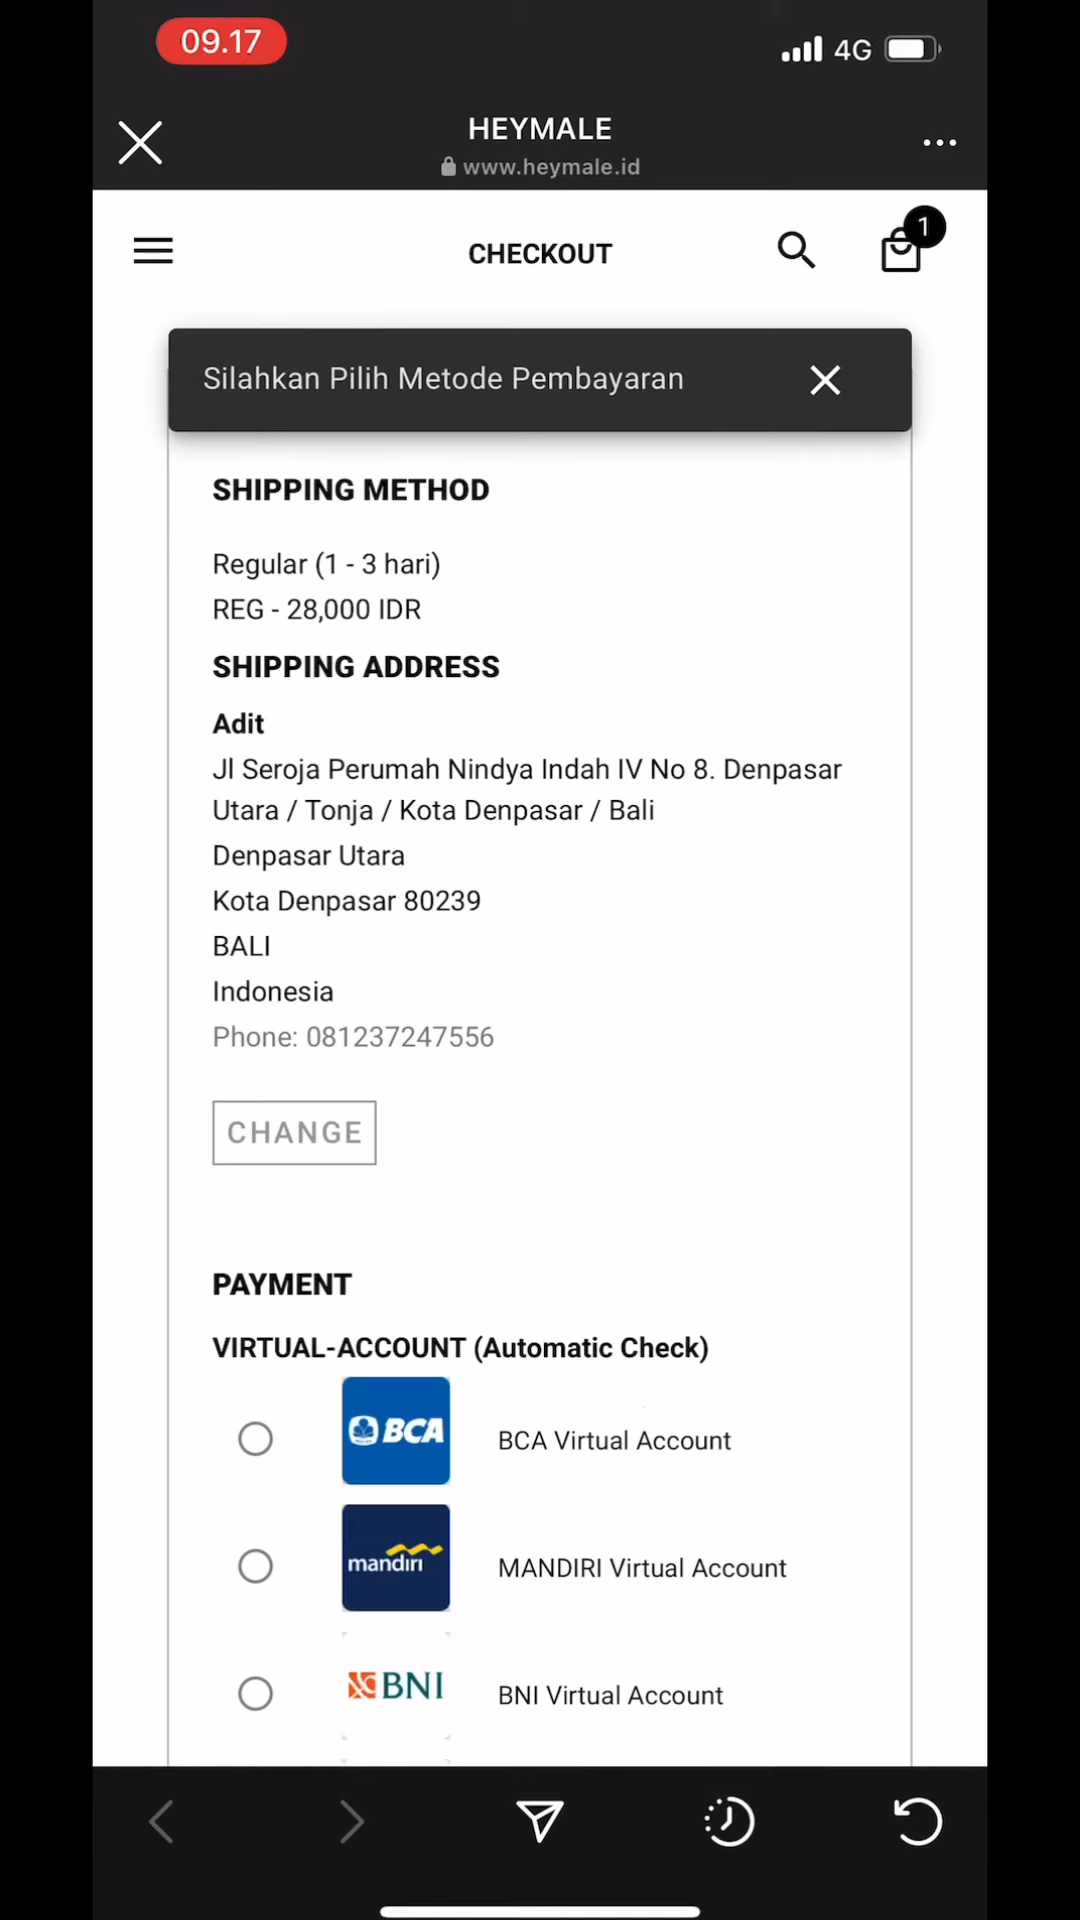 09.17
4G
HEYMALE
www.heymale.id
CHECKOUT
1
Silahkan Pilih Metode Pembayaran
SHIPPING METHOD
Regular (1 - 3 hari)
REG - 28,000 IDR
SHIPPING ADDRESS
Adit
Jl Seroja Perumah Nindya Indah IV No 8. Denpasar
Utara / Tonja / Kota Denpasar / Bali
Denpasar Utara
Kota Denpasar 80239
BALI
Indonesia
Phone: 081237247556
CHANGE
PAYMENT
VIRTUAL-ACCOUNT (Automatic Check)
BCA BCA Virtual Account
mandiri MANDIRI Virtual Account
BNI BNI Virtual Account